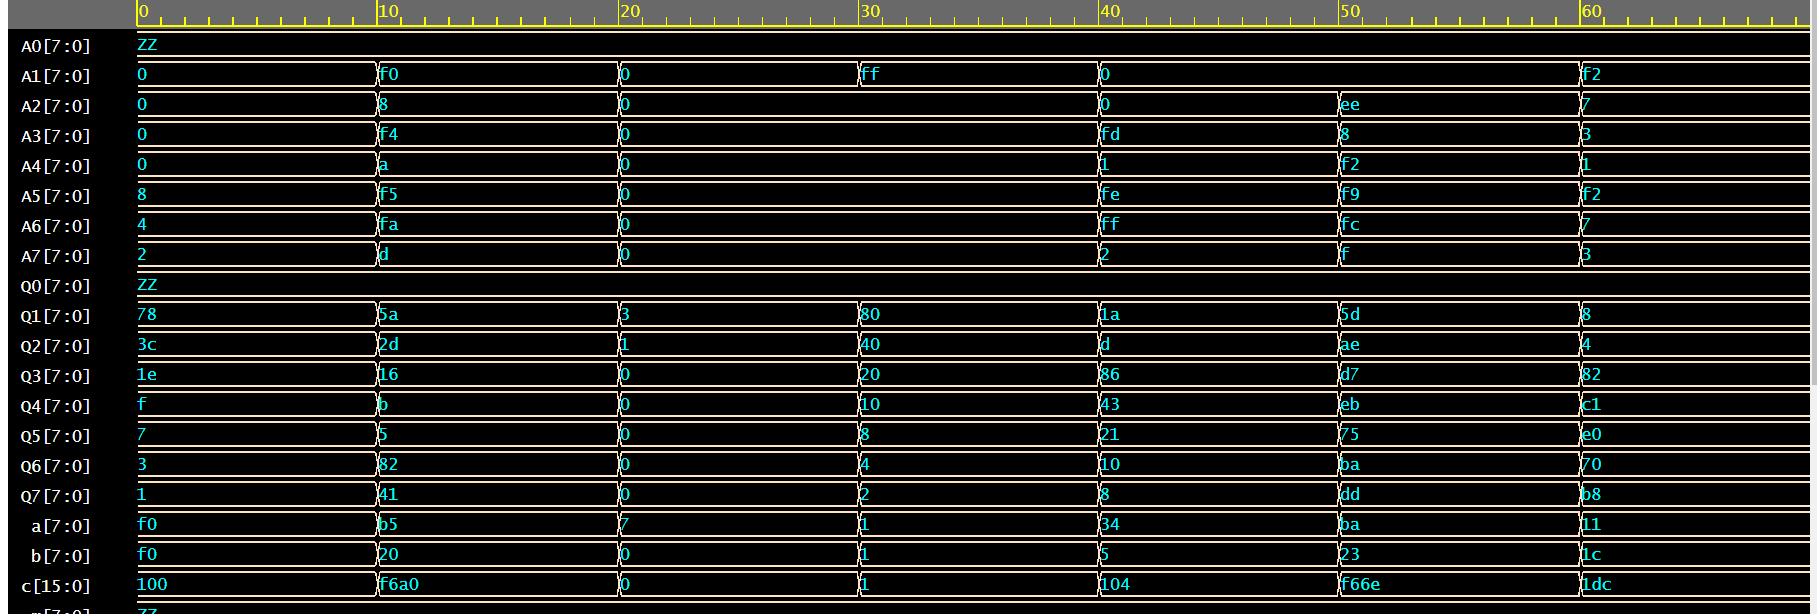 0 10 20 30 40 50 60
A0[7:0] ZZ
A1[7:0] 0 f0 0 ff 0 f2
A2[7:0] 0 8 0 0 ee 7
A3[7:0] 0 f4 0 fd 8 3
A4[7:0] 0 a 0 1 f2 1
A5[7:0] 8 f5 0 fe f9 f2
A6[7:0] 4 fa 0 ff fc 7
A7[7:0] 2 d 0 2 f 3
Q0[7:0] ZZ
Q1[7:0] 78 5a 3 80 1a 5d 8
Q2[7:0] 3c 2d 1 40 d ae 4
Q3[7:0] 1e 16 0 20 86 d7 82
Q4[7:0] f b 0 10 43 eb c1
Q5[7:0] 7 5 0 8 21 75 e0
Q6[7:0] 3 82 0 4 10 ba 70
Q7[7:0] 1 41 0 2 8 dd b8
a[7:0] f0 b5 7 1 34 ba 11
b[7:0] f0 20 0 1 5 23 1c
c[15:0] 100 f6a0 0 1 104 f66e 1dc